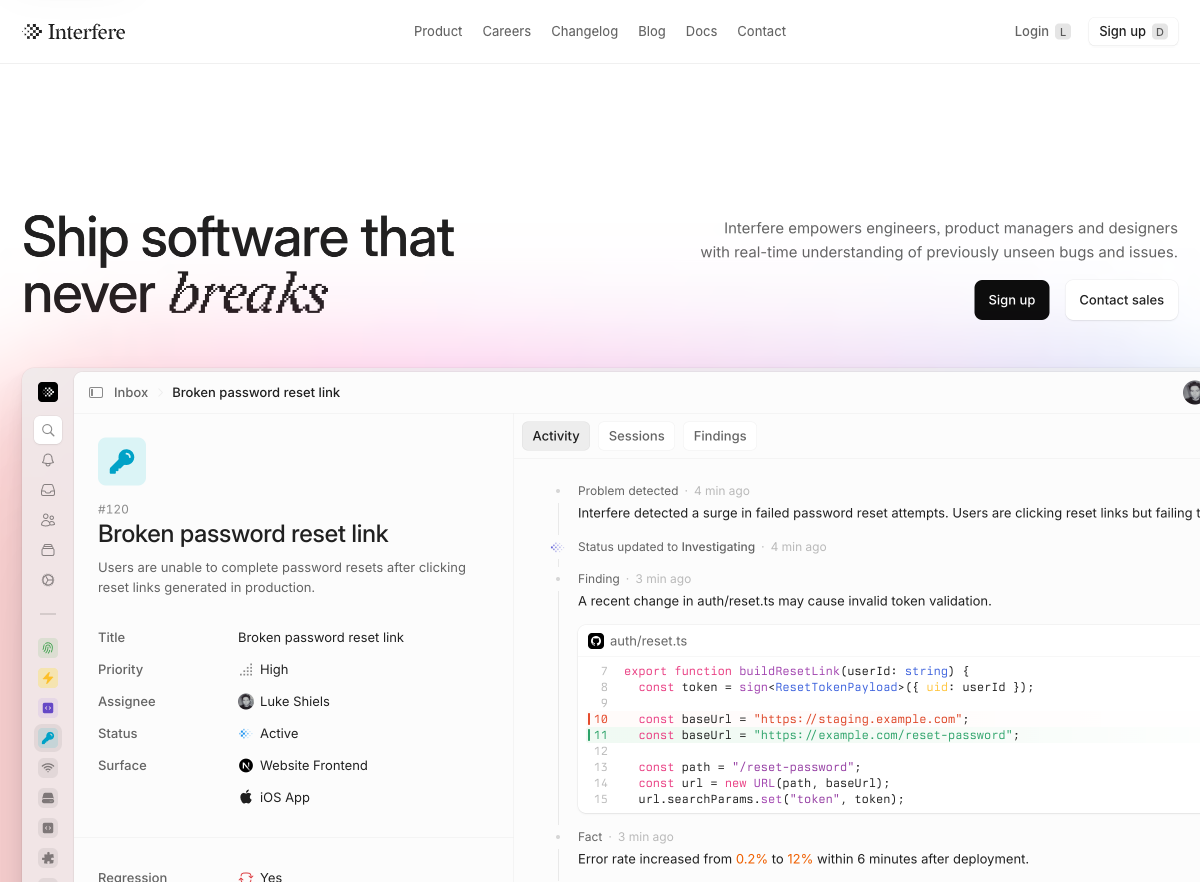 Interfere
Product Careers Changelog Blog Docs Contact
Login L Sign up D
Ship software that
never breaks
Interfere empowers engineers, product managers and designers
with real-time understanding of previously unseen bugs and issues.
Sign up Contact sales
Inbox Broken password reset link
#120
Broken password reset link
Users are unable to complete password resets after clicking
reset links generated in production.
Title Broken password reset link
Priority High
Assignee Luke Shiels
Status Active
Surface Website Frontend
iOS App
Regression Yes
Activity Sessions Findings
Problem detected · 4 min ago
Interfere detected a surge in failed password reset attempts. Users are clicking reset links but failing t
Status updated to Investigating · 4 min ago
Finding · 3 min ago
A recent change in auth/reset.ts may cause invalid token validation.
auth/reset.ts
7 export function buildResetLink(userId: string) {
8 const token = sign<ResetTokenPayload>({ uid: userId });
9
10 const baseUrl = "https://staging.example.com";
11 const baseUrl = "https://example.com/reset-password";
12
13 const path = "/reset-password";
14 const url = new URL(path, baseUrl);
15 url.searchParams.set("token", token);
Fact · 3 min ago
Error rate increased from 0.2% to 12% within 6 minutes after deployment.